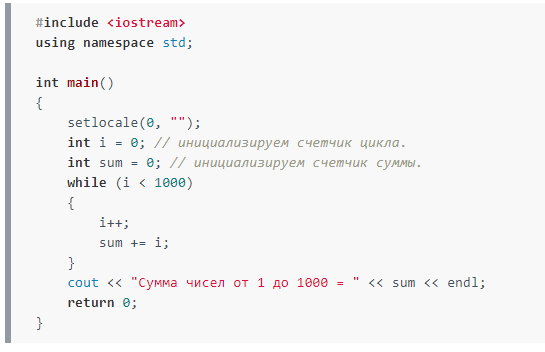 #include <iostream>
using namespace std;
int main()
{
setlocale(0, "");
int i = 0; // инициализируем счетчик цикла.
int sum = 0; // инициализируем счетчик суммы.
while (i < 1000)
{
i++;
sum += i;
}
cout << "Сумма чисел от 1 до 1000 = " << sum << endl;
return 0;
}